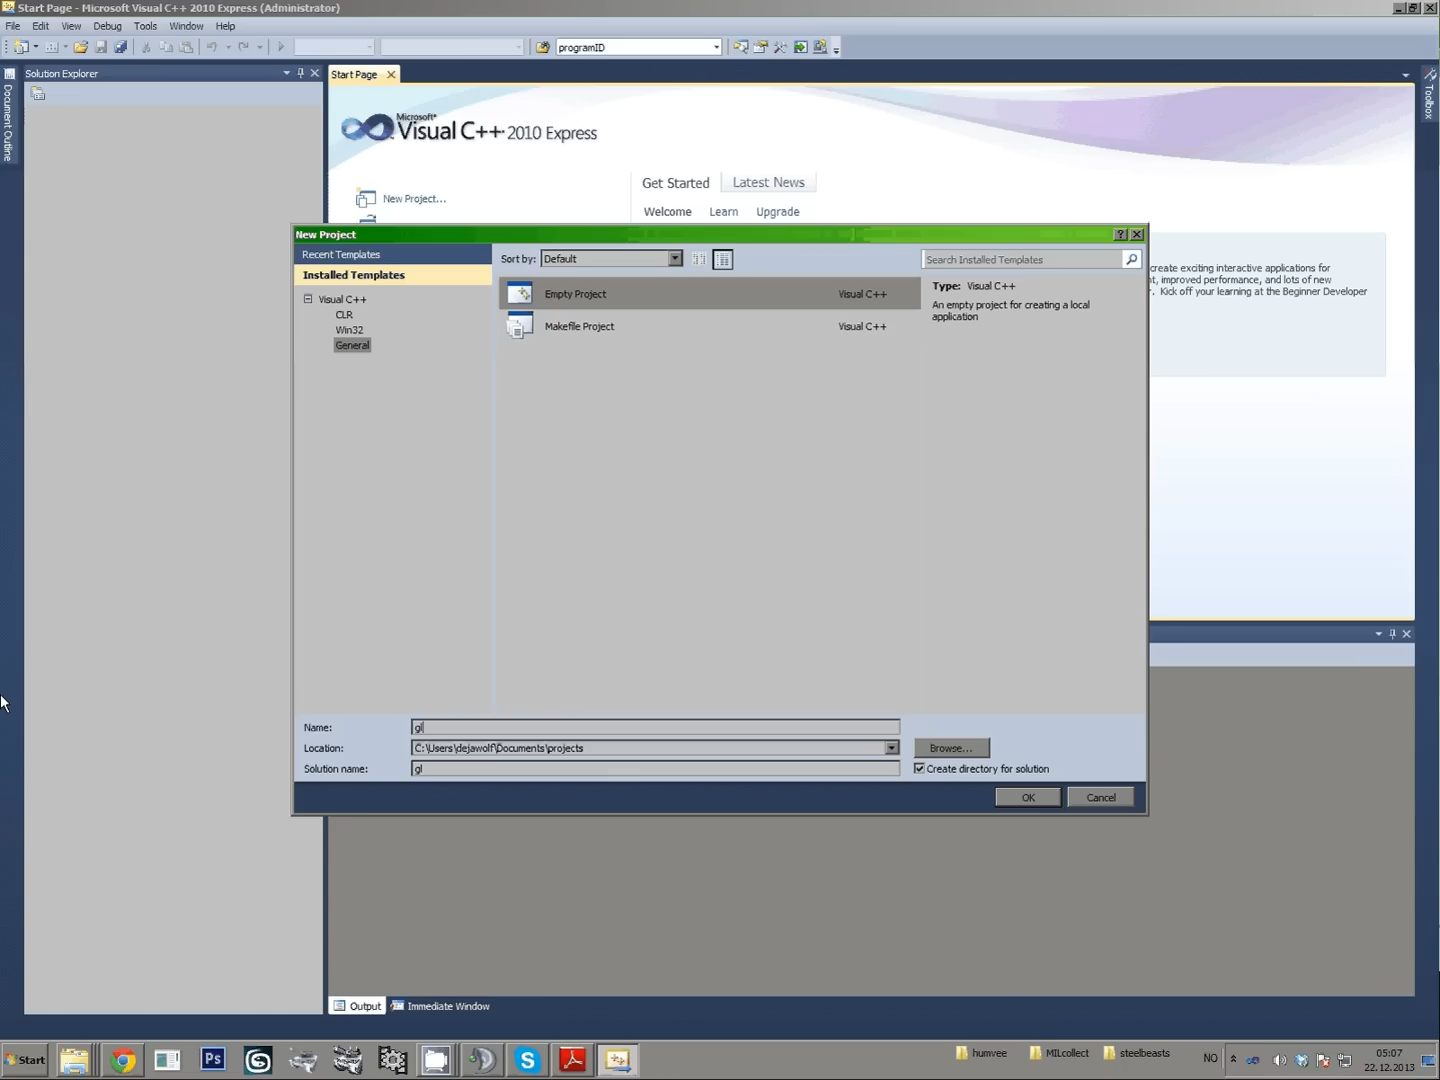 Start Page - Microsoft Visual C++ 2010 Express (Administrator)
File Edit View Debug Tools Window Help
programID
Solution Explorer
Start Page
Document Outline
Toolbox
Microsoft
Visual C++ 2010 Express
New Project...
Get Started Latest News
Welcome Learn Upgrade
New Project
Recent Templates
Installed Templates
Visual C++
CLR
Win32
General
Sort by: Default
Search Installed Templates
Empty Project Visual C++
Makefile Project Visual C++
Type: Visual C++
An empty project for creating a local
application
create exciting interactive applications for
t, improved performance, and lots of new
. Kick off your learning at the Beginner Developer
Name: gl
Location: C:\Users\dejawolf\Documents\projects
Browse...
Solution name: gl
Create directory for solution
OK Cancel
Output Immediate Window
Start
Ps
humvee MILcollect steelbeasts
NO
05:07
22.12.2013